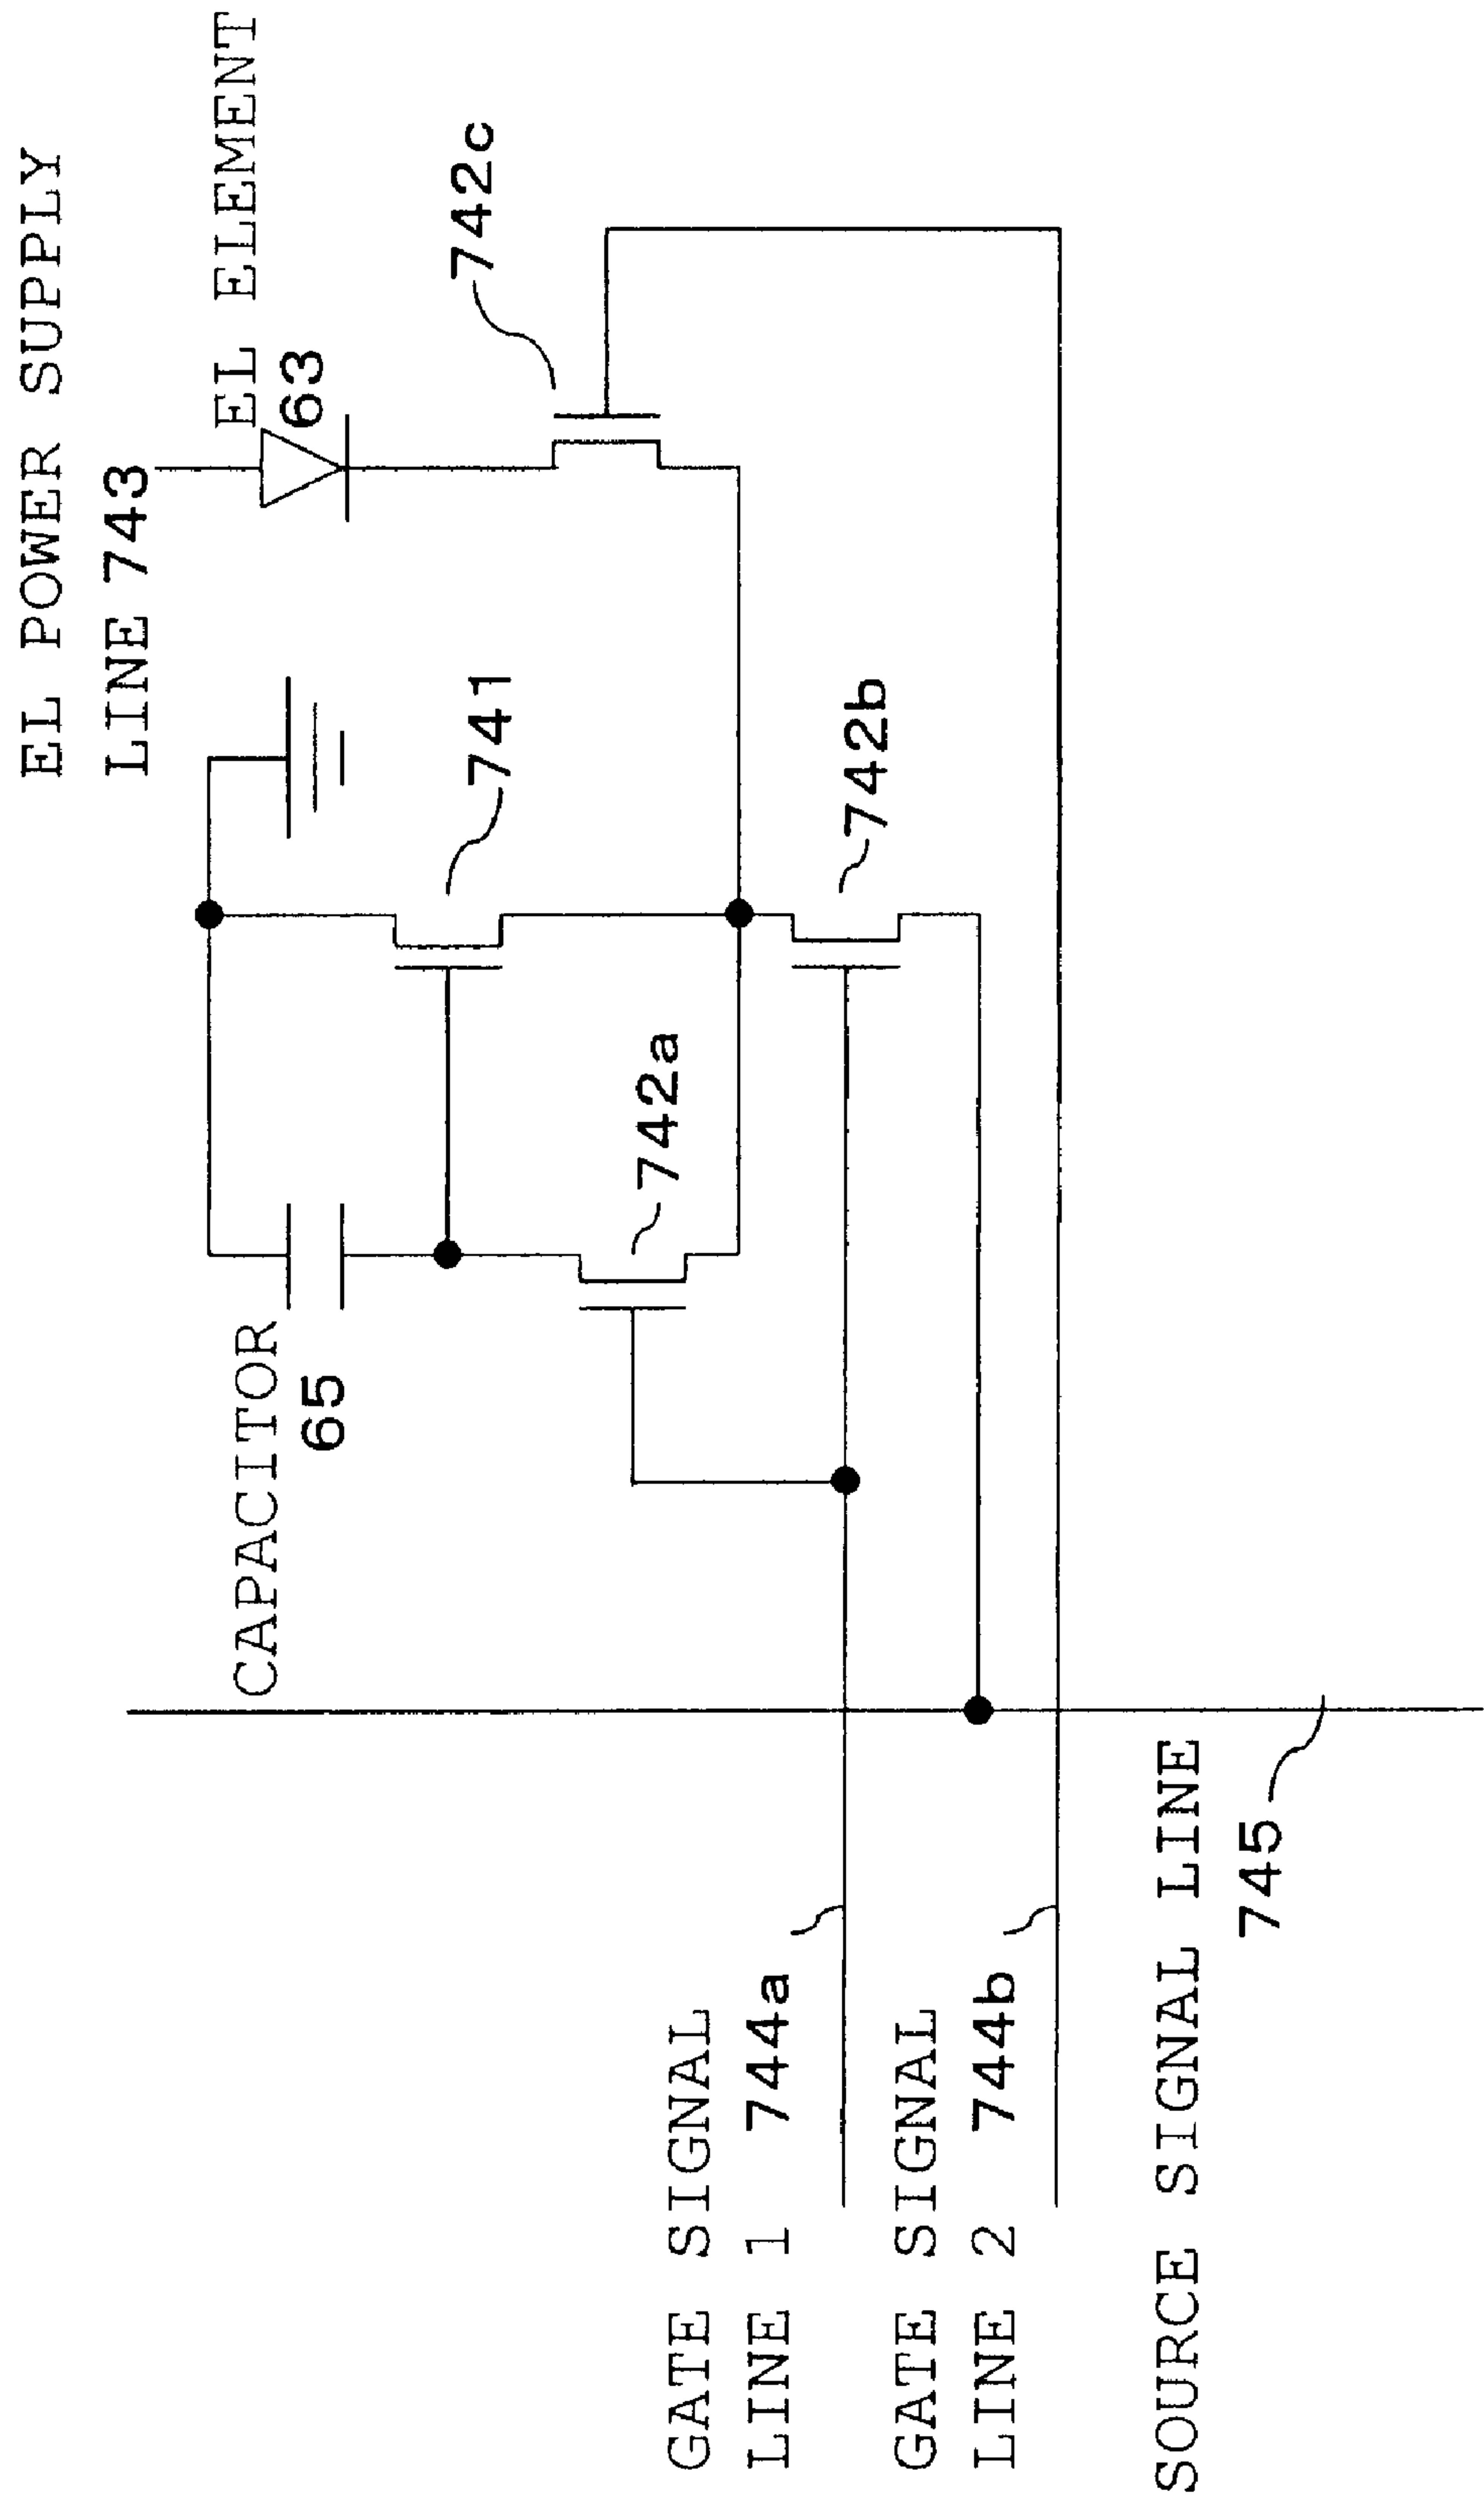 EL POWER SUPPLY
LINE 743
EL ELEMENT
63
742c
741
742b
742a
CAPACITOR
65
GATE SIGNAL
LINE 1 744a
GATE SIGNAL
LINE 2 744b
SOURCE SIGNAL LINE
745